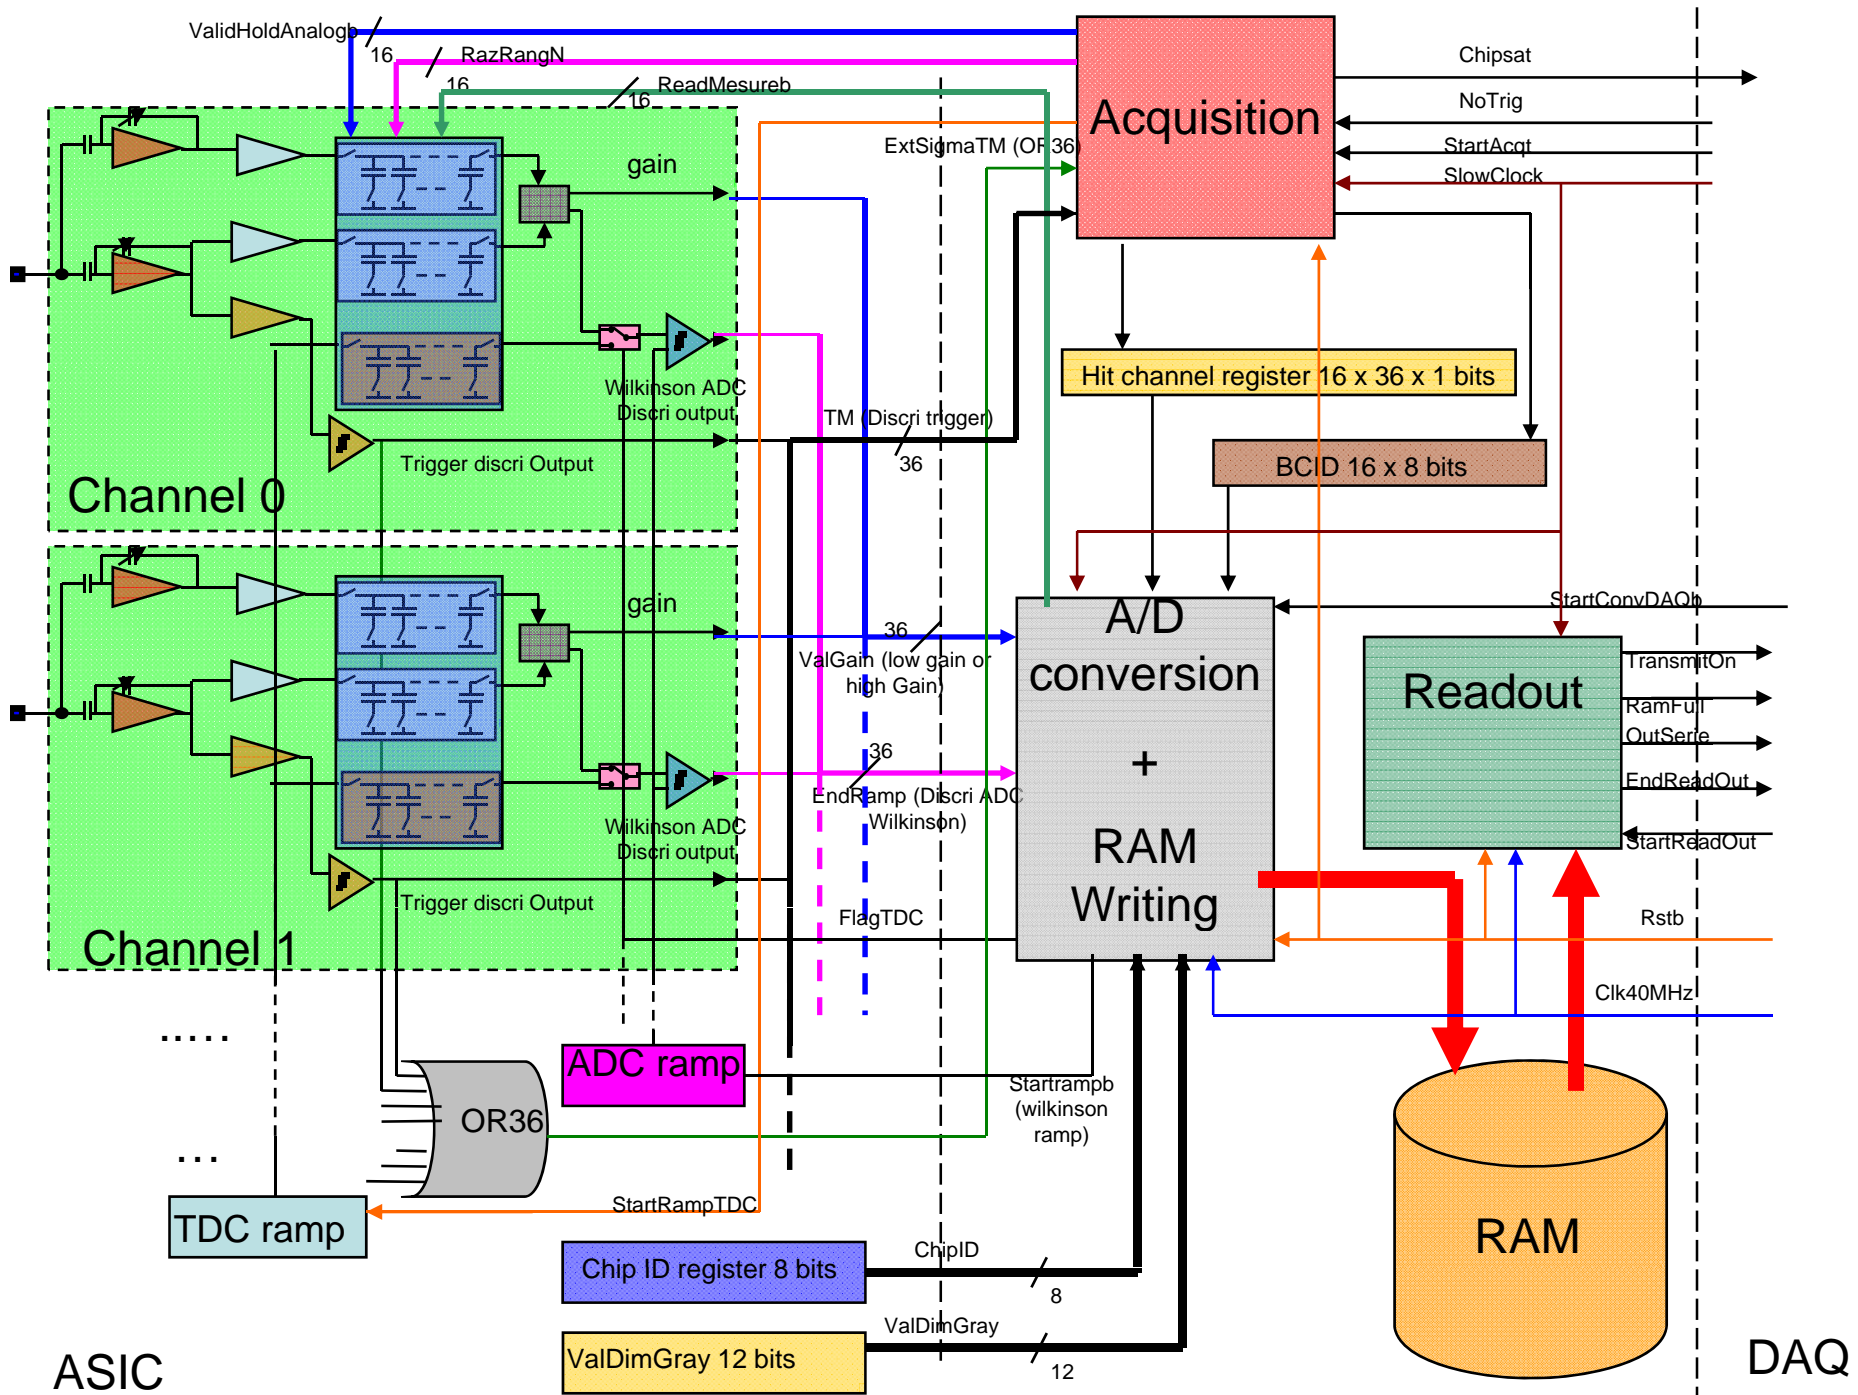 ValidHoldAnalogb
16
RazRangN
16
ReadMesureb
16
Acquisition
Chipsat
NoTrig
StartAcqt
SlowClock
ExtSigmaTM (OR36)
gain
Hit channel register 16 x 36 x 1 bits
Wilkinson ADC
Discri output
TM (Discri trigger)
36
Trigger discri Output
BCID 16 x 8 bits
Channel 0
gain
36
ValGain (low gain or
high Gain)
A/D
conversion
+
RAM
Writing
StartConvDAQb
Readout
TransmitOn
RamFull
OutSerie
EndReadOut
StartReadOut
36
EndRamp (Discri ADC
Wilkinson)
Wilkinson ADC
Discri output
Trigger discri Output
FlagTDC
Rstb
Channel 1
Clk40MHz
.....
ADC ramp
Startrampb
(wilkinson
ramp)
OR36
...
StartRampTDC
TDC ramp
RAM
ChipID
Chip ID register 8 bits
8
ValDimGray
ValDimGray 12 bits
12
ASIC
DAQ